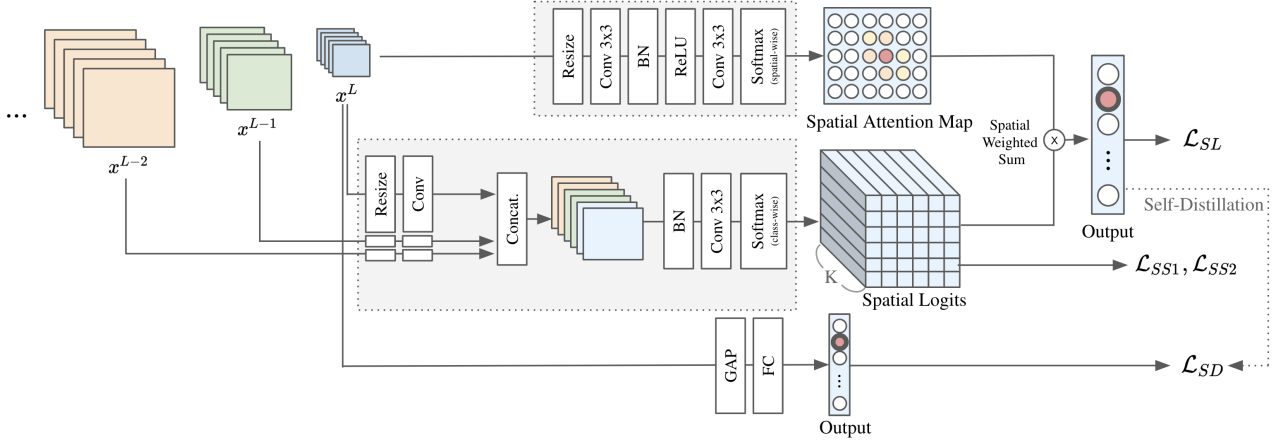 ...
x^{L-2}
x^{L-1}
x^L
Resize
Conv 3x3
BN
ReLU
Conv 3x3
Softmax
(spatial-wise)
Spatial Attention Map
Spatial
Weighted
Sum
x
...
Output
ℒ_{SL}
Self-Distillation
Resize
Conv
Concat.
BN
Conv 3x3
Softmax
(class-wise)
K
Spatial Logits
ℒ_{SS1}, ℒ_{SS2}
GAP
FC
...
Output
ℒ_{SD}